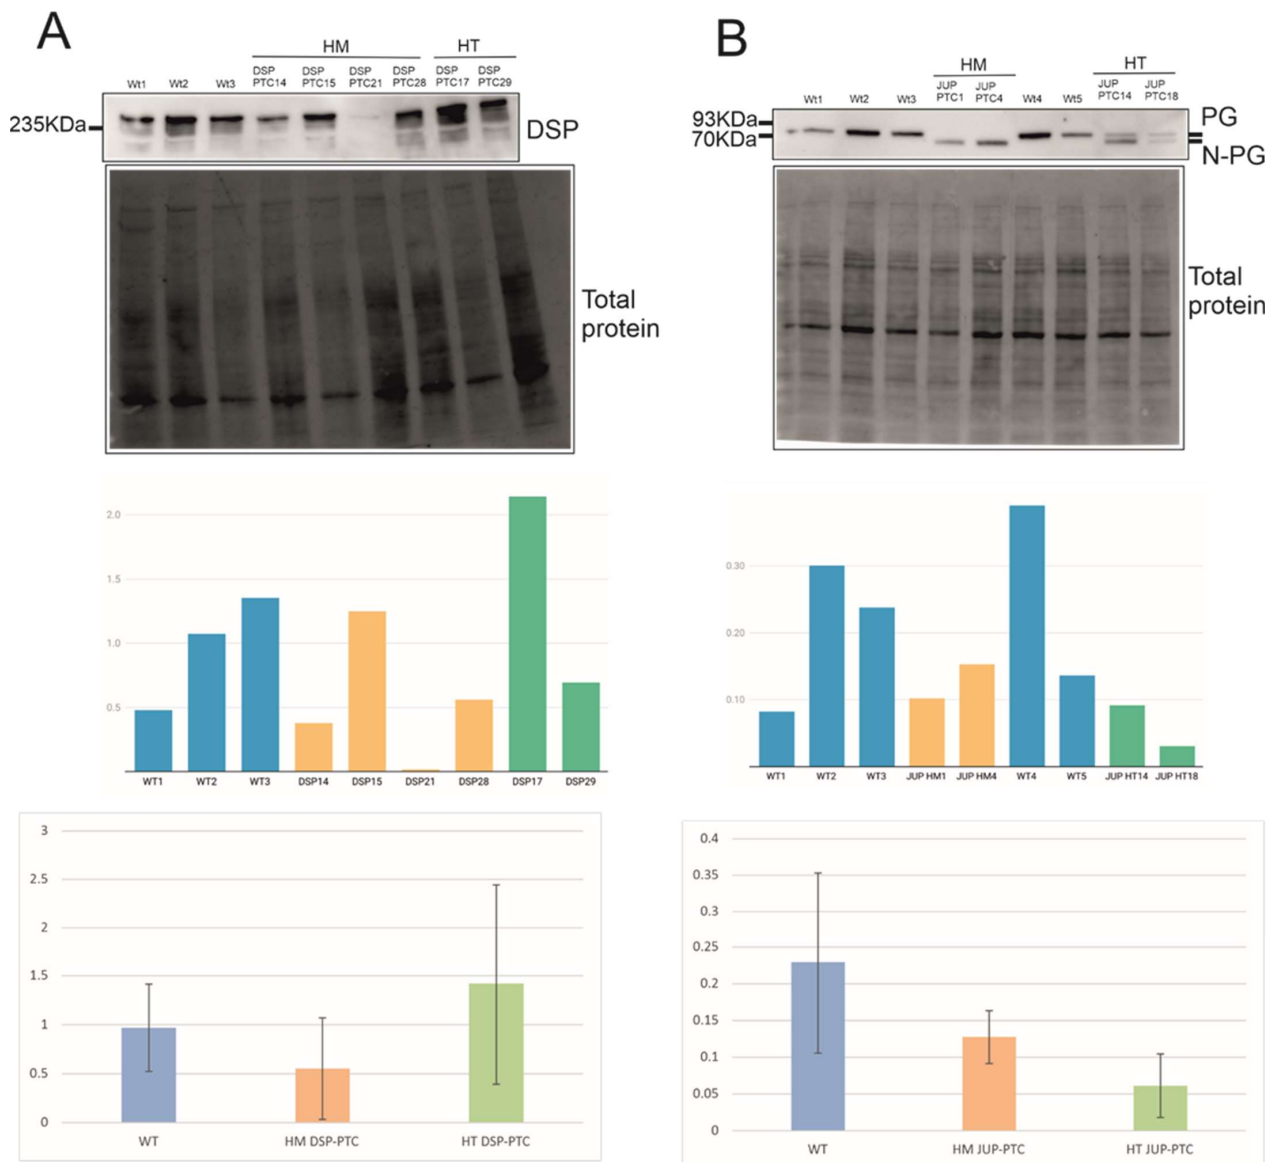 A
HM
HT
Wt1 Wt2 Wt3 DSP PTC14 DSP PTC15 DSP PTC21 DSP PTC28 DSP PTC17 DSP PTC29
235KDa
DSP
Total
protein
2.0
1.5
1.0
0.5
WT1 WT2 WT3 DSP14 DSP15 DSP21 DSP28 DSP17 DSP29
3
2.5
2
1.5
1
0.5
0
WT HM DSP-PTC HT DSP-PTC
B
HM
HT
Wt1 Wt2 Wt3 JUP PTC1 JUP PTC4 Wt4 Wt5 JUP PTC14 JUP PTC18
93KDa
70KDa
PG
N-PG
Total
protein
0.30
0.20
0.10
WT1 WT2 WT3 JUP HM1 JUP HM4 WT4 WT5 JUP HT14 JUP HT18
0.4
0.35
0.3
0.25
0.2
0.15
0.1
0.05
0
WT HM JUP-PTC HT JUP-PTC